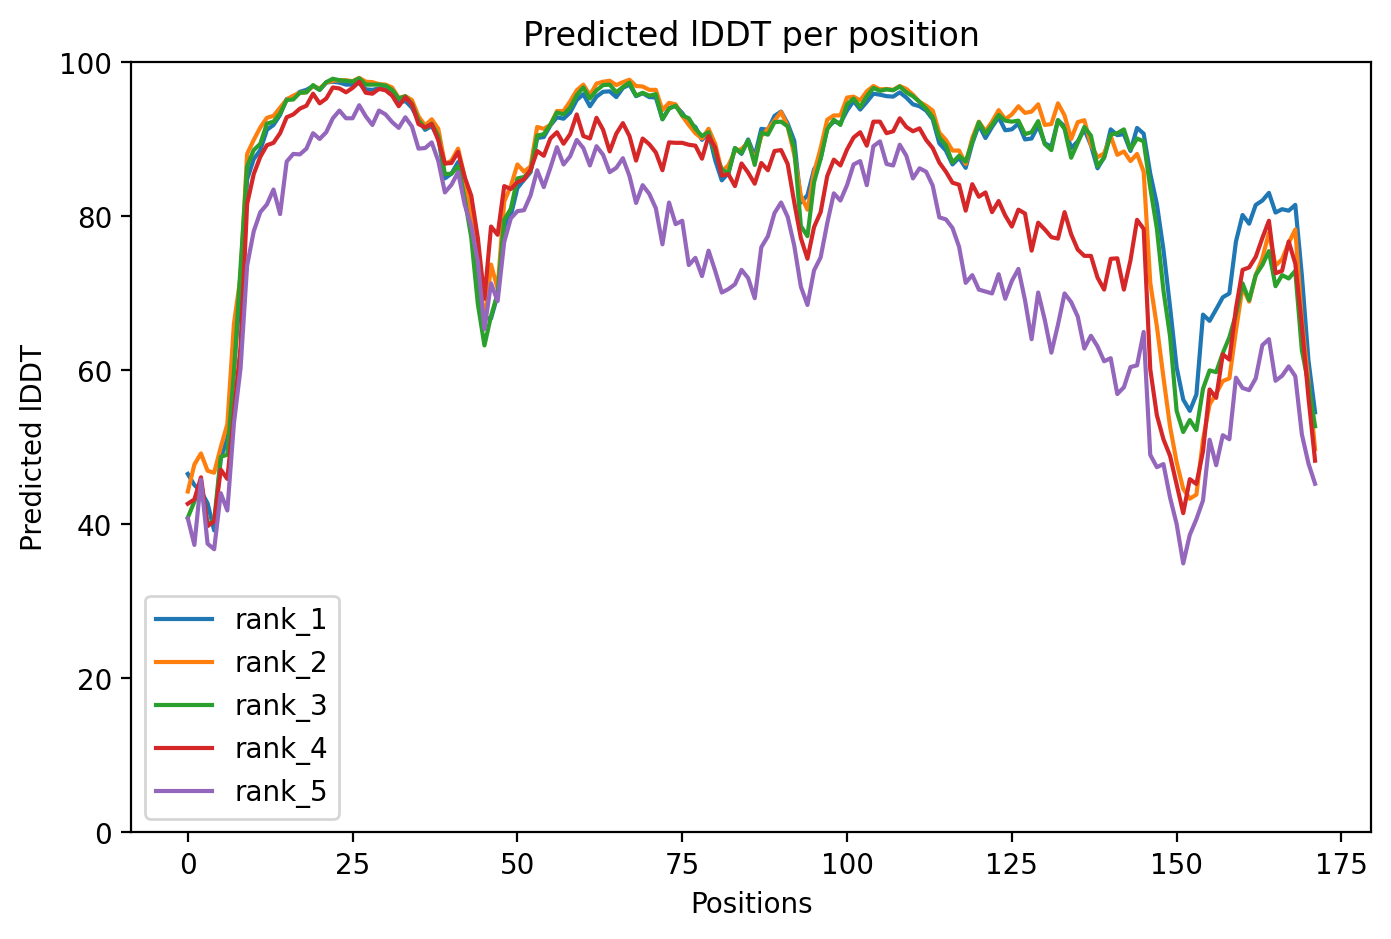 Predicted lDDT per position
Predicted lDDT
100
80
60
40
20
0
rank_1
rank_2
rank_3
rank_4
rank_5
0 25 50 75 100 125 150 175
Positions